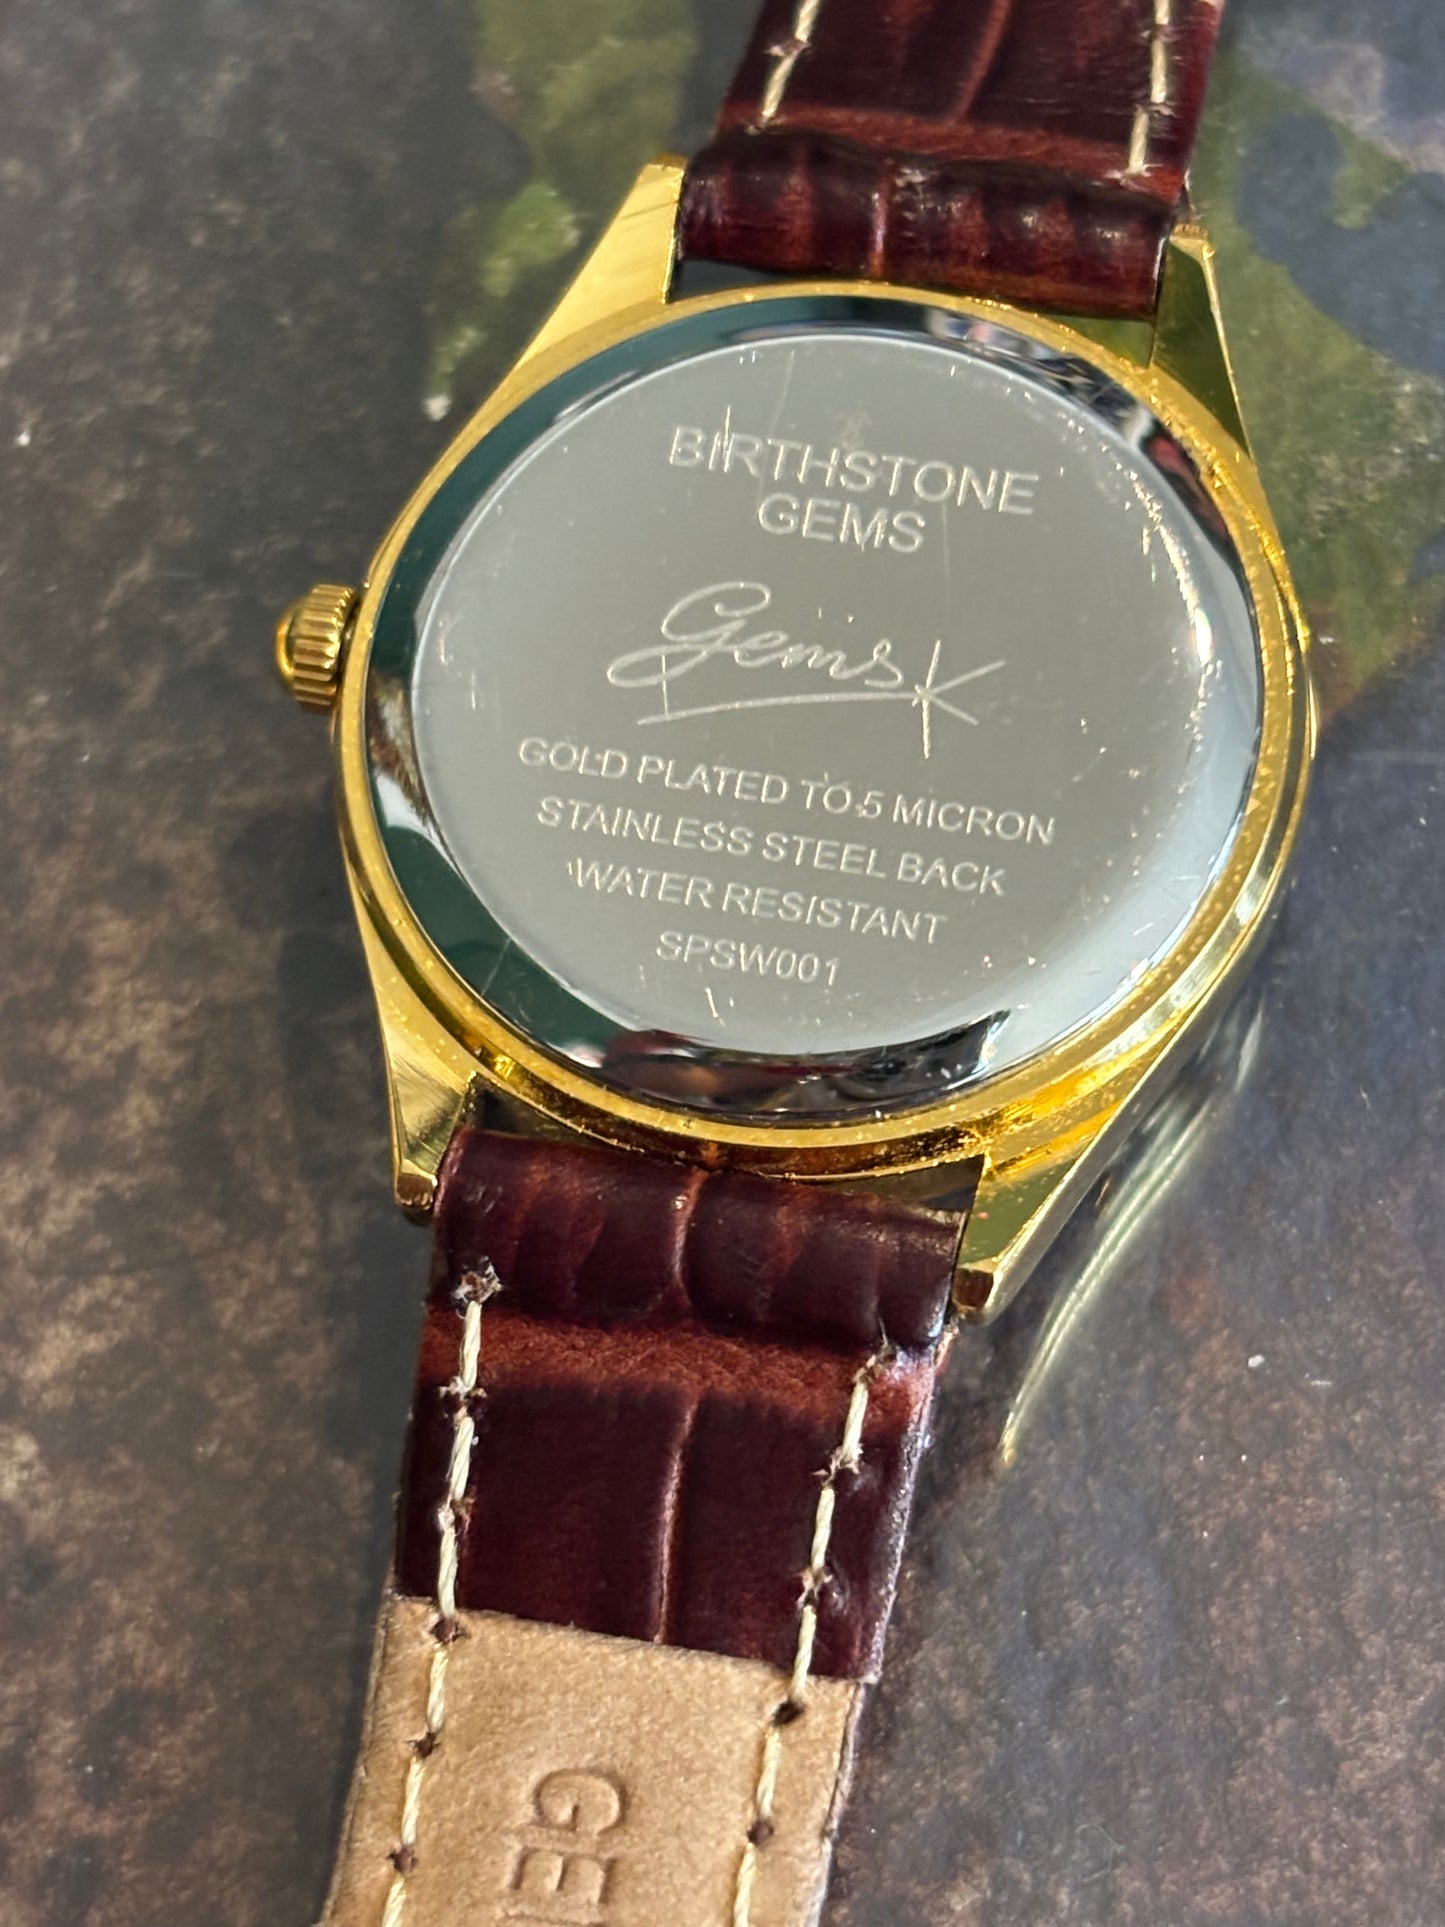 BIRTHSTONE
GEMS
Gems
GOLD PLATED TO 5 MICRON
STAINLESS STEEL BACK
WATER RESISTANT
SPSW001